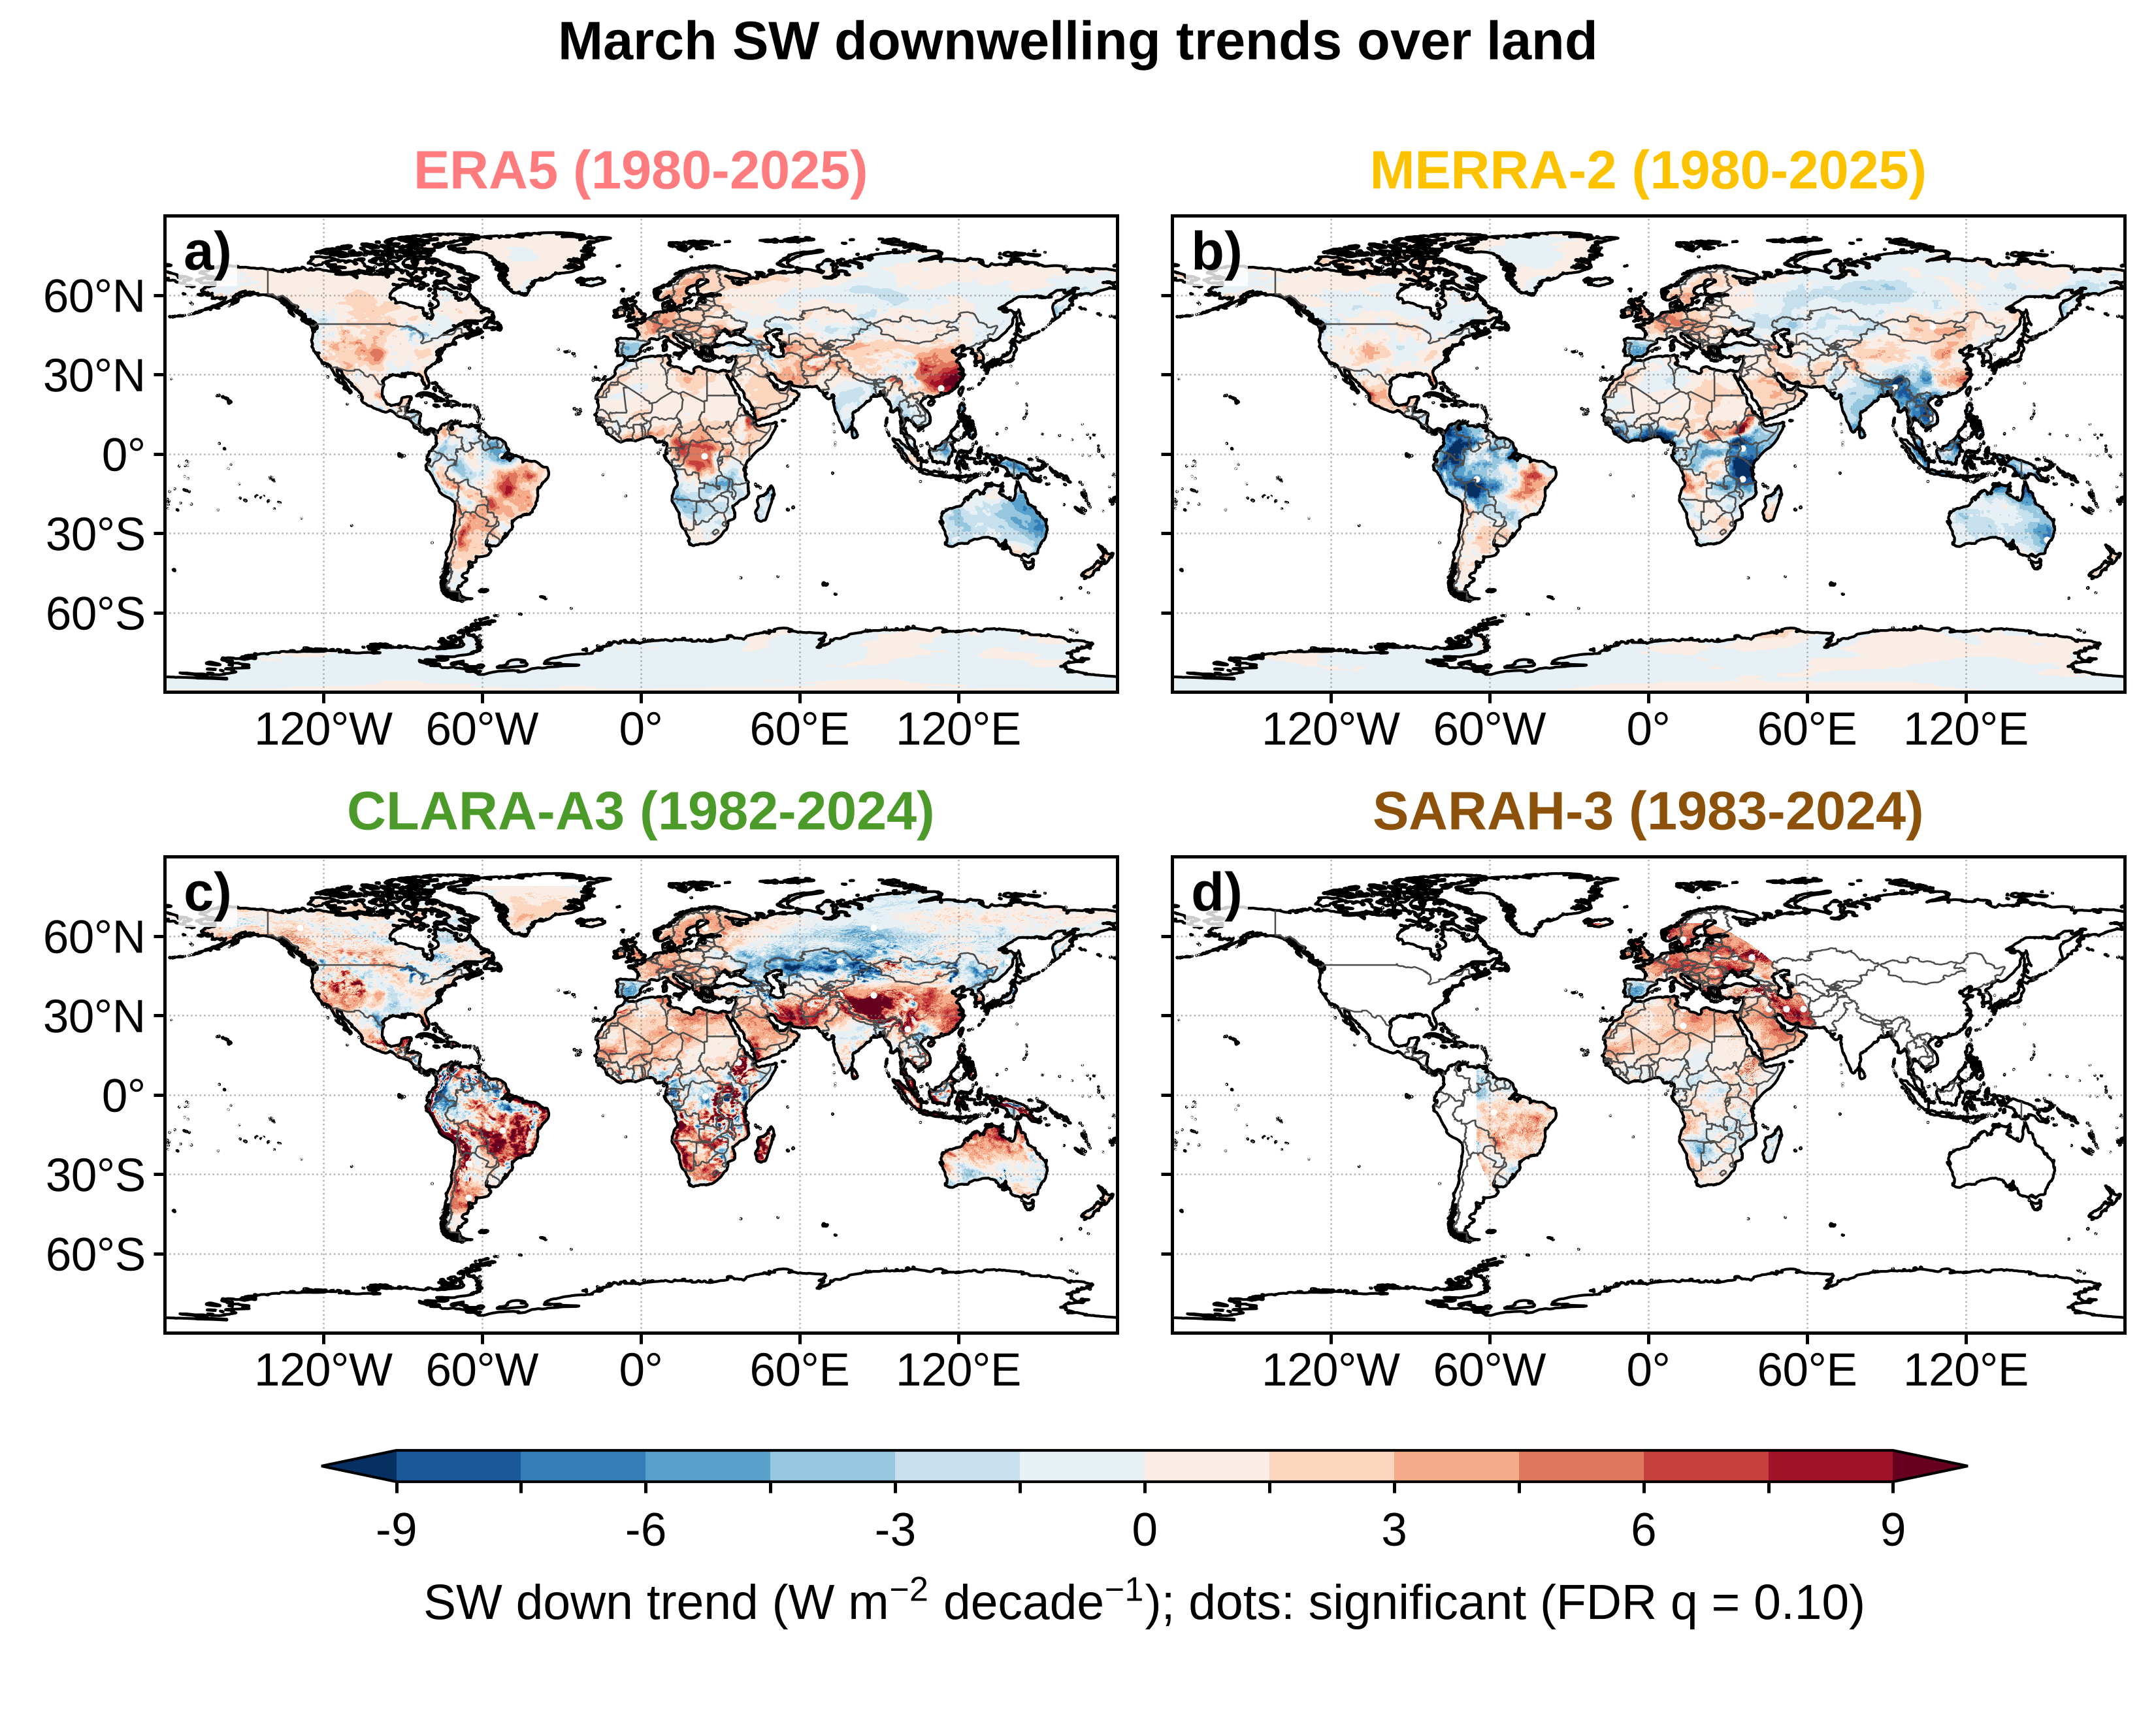 March SW downwelling trends over land
ERA5 (1980-2025)
MERRA-2 (1980-2025)
a)
b)
60°N
30°N
0°
30°S
60°S
120°W 60°W 0° 60°E 120°E
120°W 60°W 0° 60°E 120°E
CLARA-A3 (1982-2024)
SARAH-3 (1983-2024)
c)
d)
60°N
30°N
0°
30°S
60°S
120°W 60°W 0° 60°E 120°E
120°W 60°W 0° 60°E 120°E
-9 -6 -3 0 3 6 9
SW down trend (W m⁻² decade⁻¹); dots: significant (FDR q = 0.10)